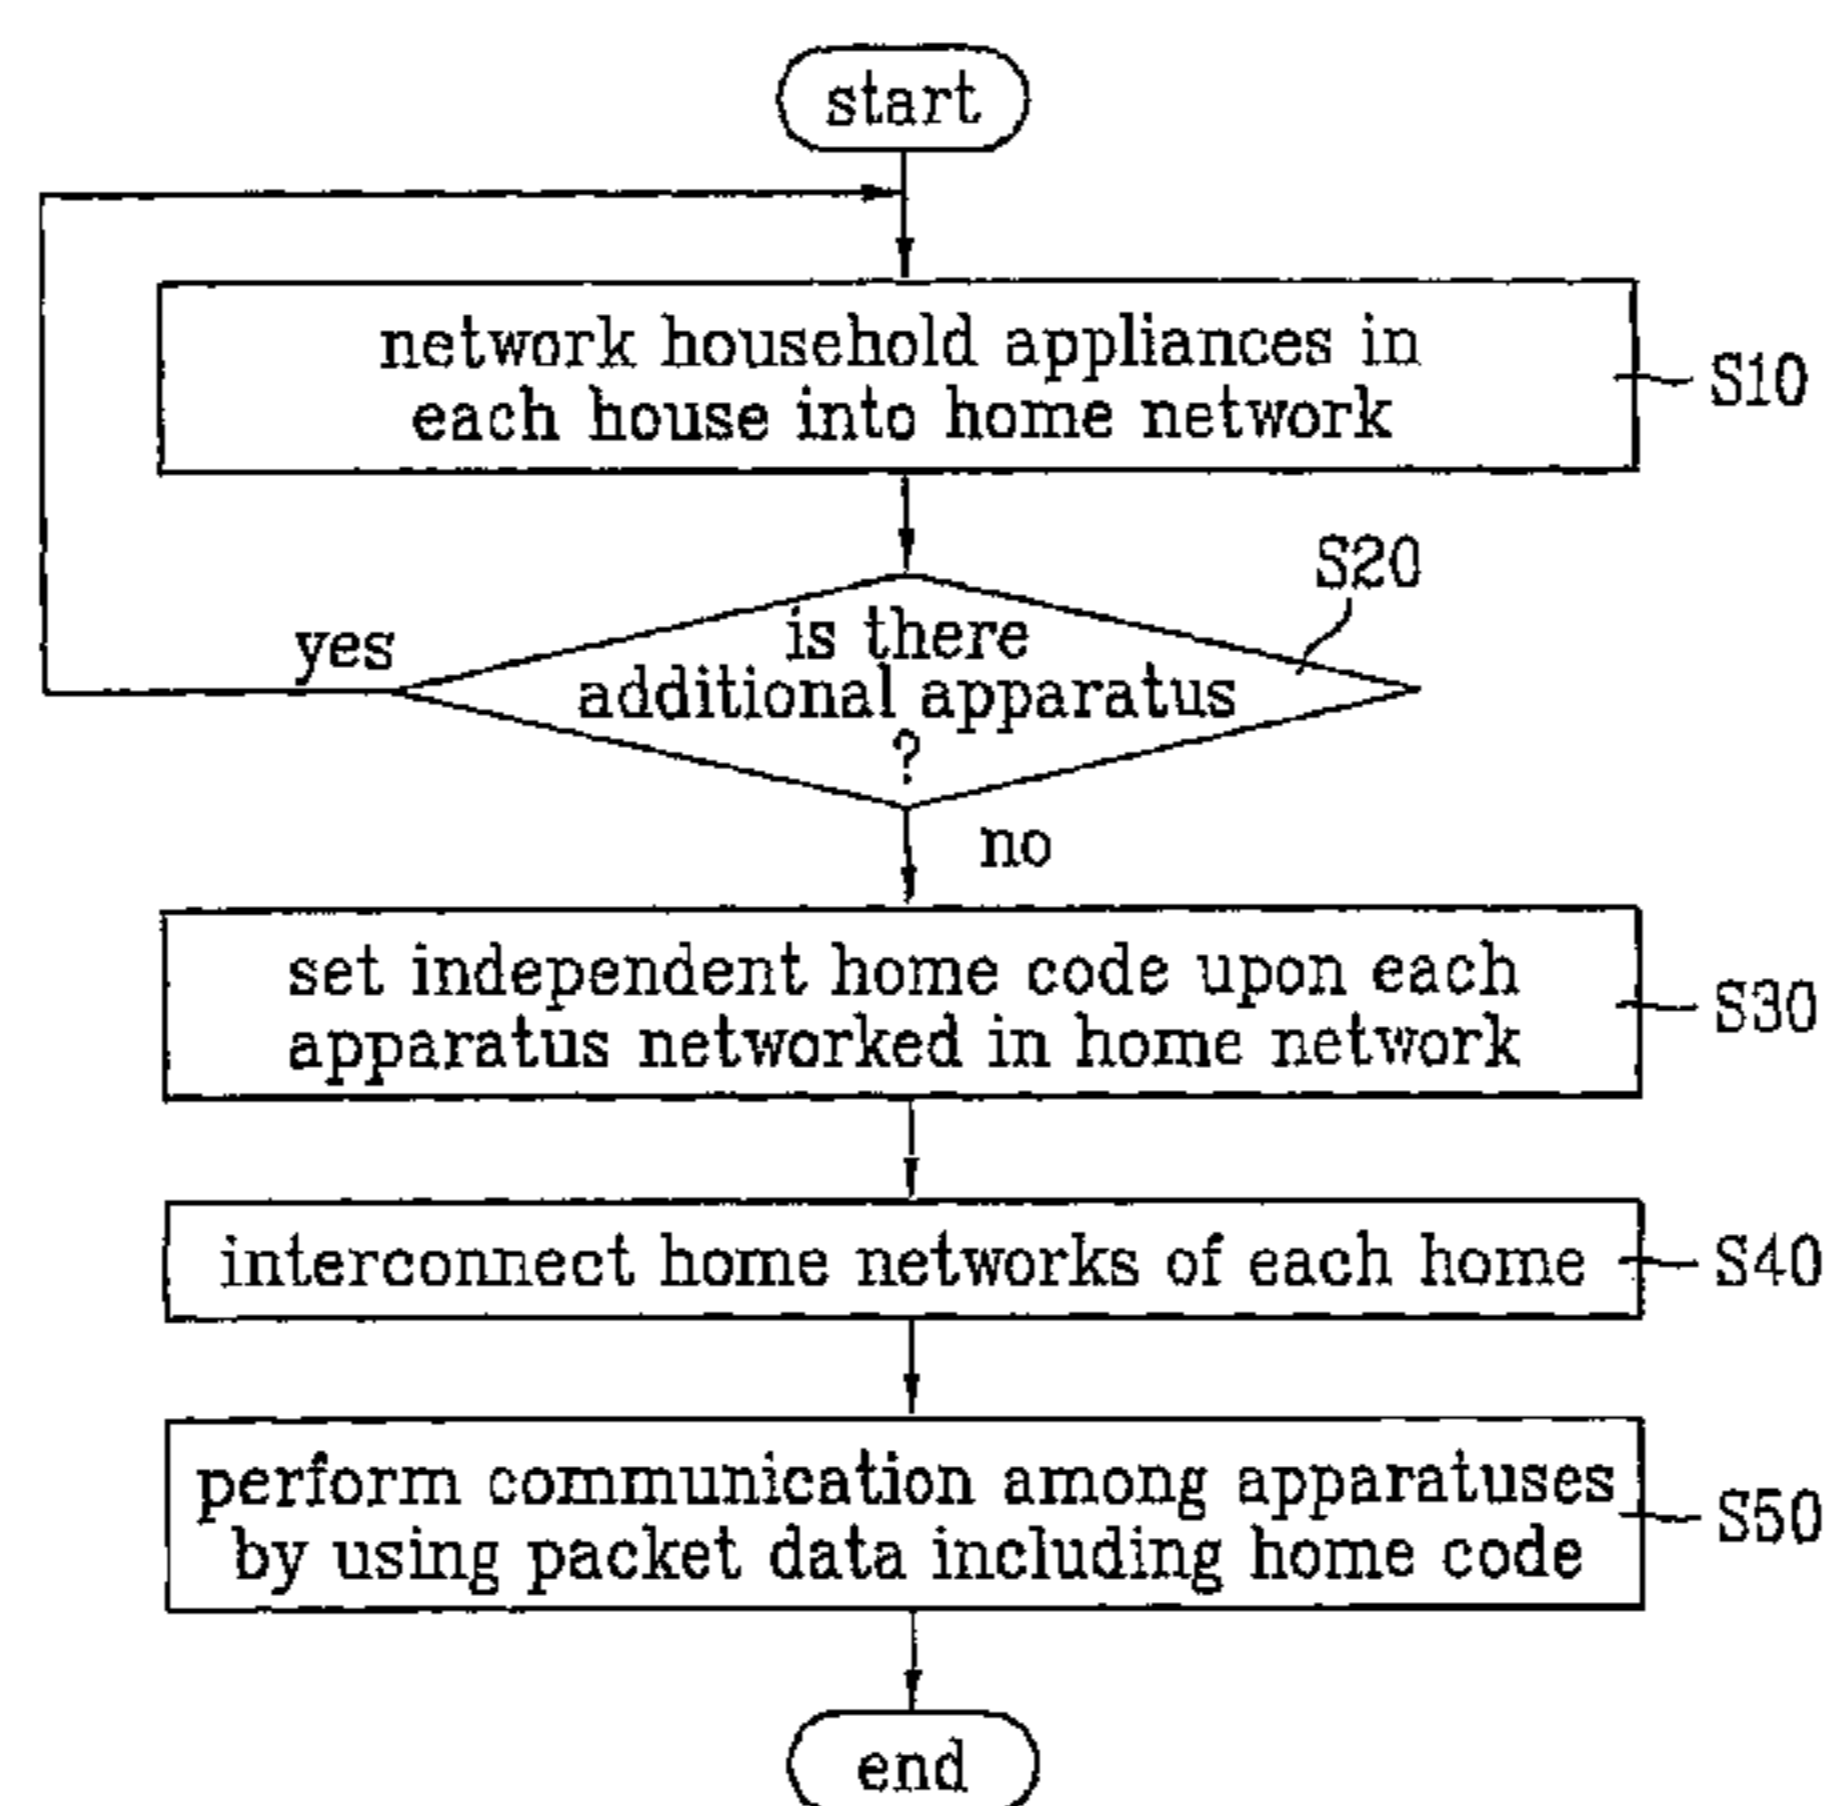 start
network household appliances in
each house into home network
S10
S20
is there
additional apparatus
?
yes
no
set independent home code upon each
apparatus networked in home network
S30
interconnect home networks of each home
S40
perform communication among apparatuses
by using packet data including home code
S50
end